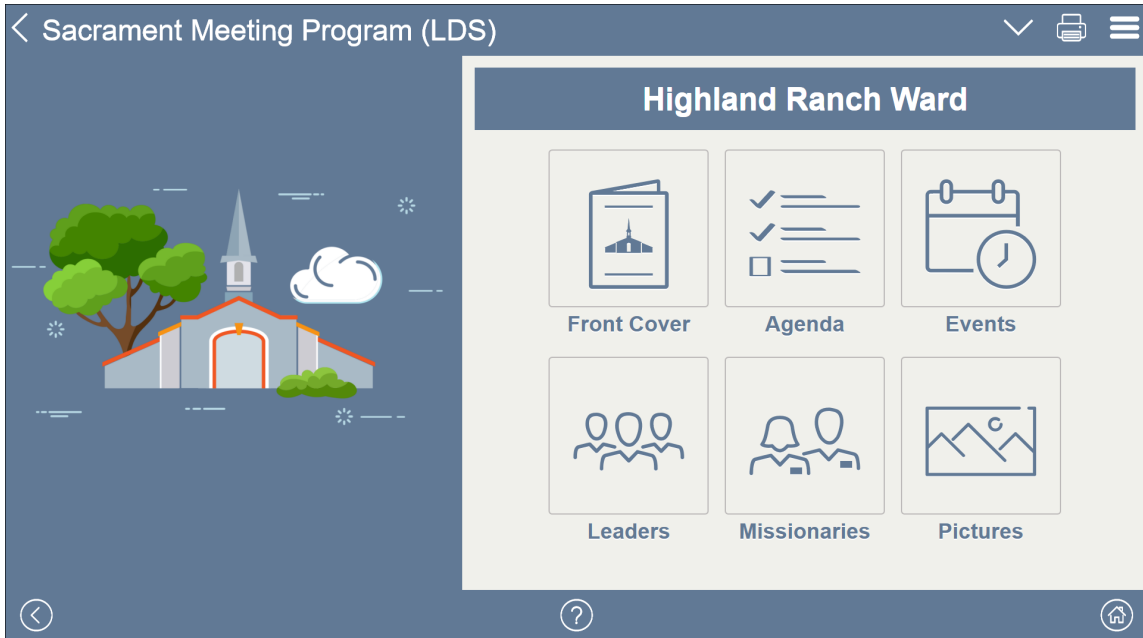 Sacrament Meeting Program (LDS)
Highland Ranch Ward
Front Cover
Agenda
Events
Leaders
Missionaries
Pictures
?